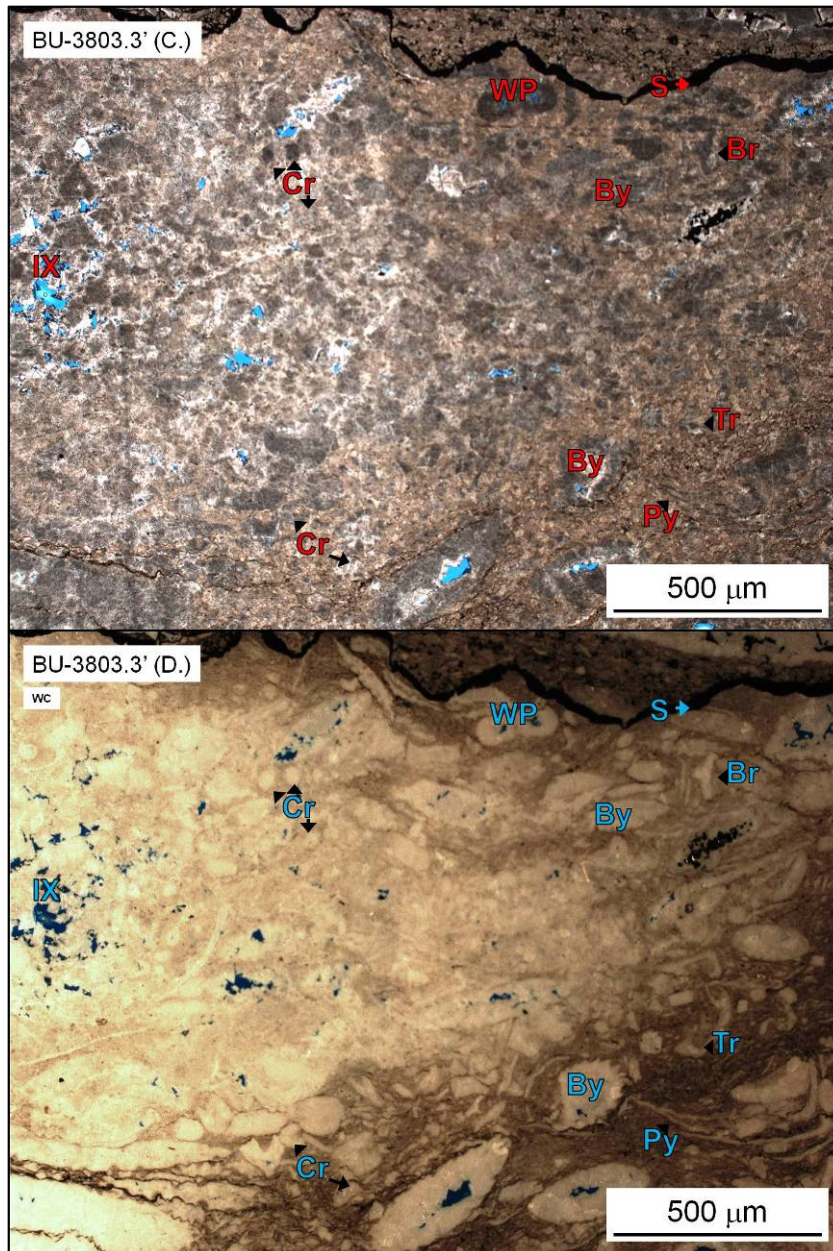 BU-3803.3' (C.)
WP
S
Br
Cr
By
IX
Tr
By
Py
Cr
500 μm
BU-3803.3' (D.)
wc
WP
S
Br
Cr
By
IX
Tr
By
Py
Cr
500 μm